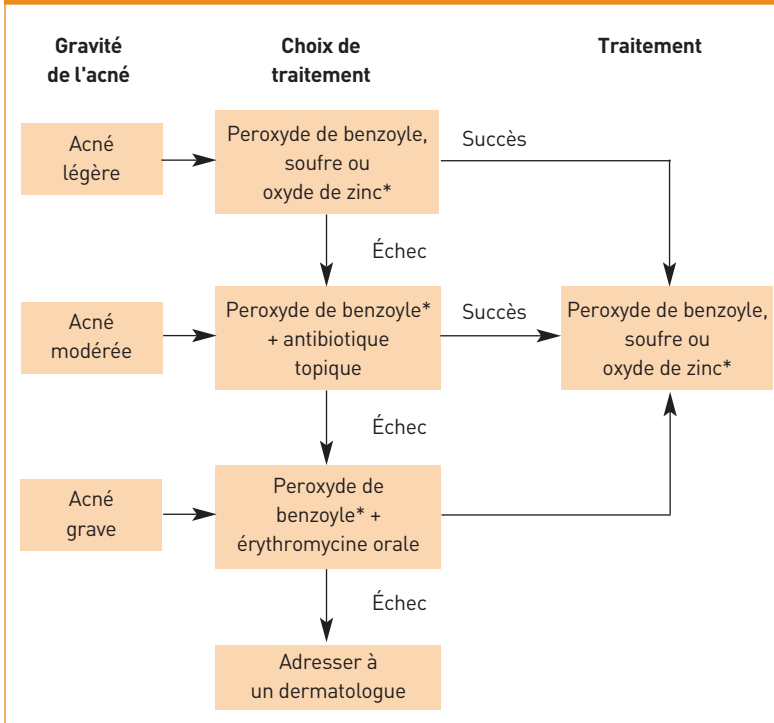 Gravité
de l'acné
Choix de
traitement
Traitement
Acné
légère
Peroxyde de benzoyle,
soufre ou
oxyde de zinc*
Succès
Échec
Acné
modérée
Peroxyde de benzoyle*
+ antibiotique
topique
Succès
Peroxyde de benzoyle,
soufre ou
oxyde de zinc*
Échec
Acné
grave
Peroxyde de
benzoyle* +
érythromycine orale
Échec
Adresser à
un dermatologue